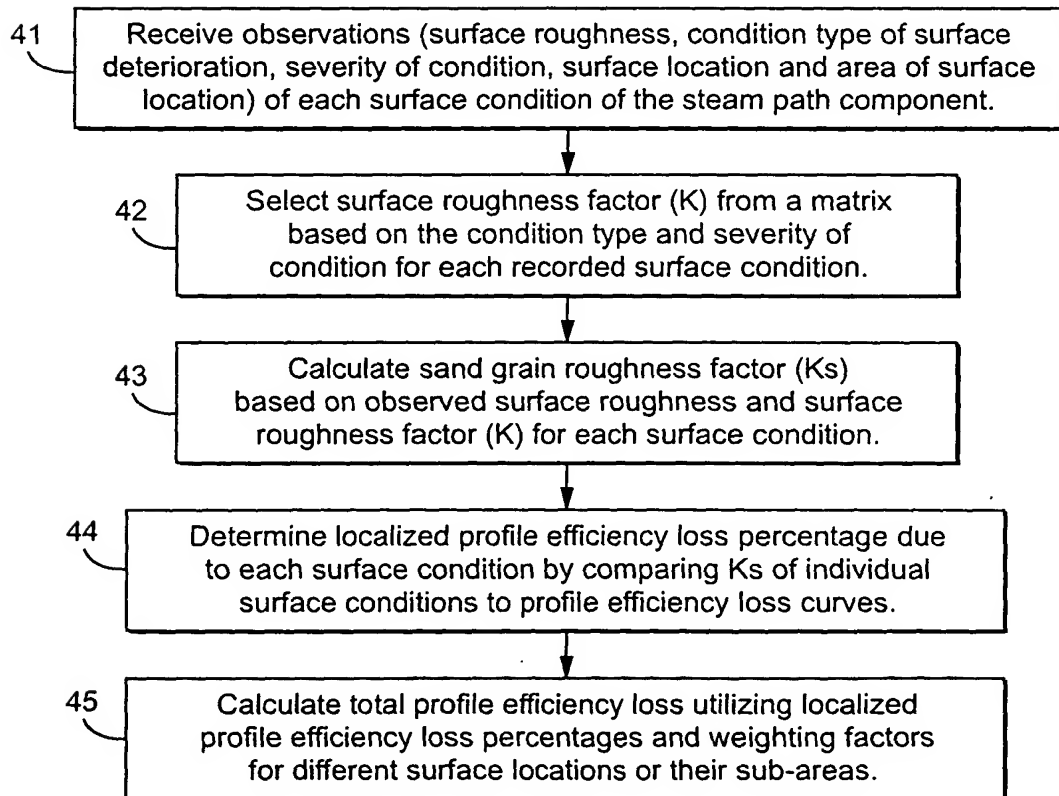 41
Receive observations (surface roughness, condition type of surface
deterioration, severity of condition, surface location and area of surface
location) of each surface condition of the steam path component.
42
Select surface roughness factor (K) from a matrix
based on the condition type and severity of
condition for each recorded surface condition.
43
Calculate sand grain roughness factor (Ks)
based on observed surface roughness and surface
roughness factor (K) for each surface condition.
44
Determine localized profile efficiency loss percentage due
to each surface condition by comparing Ks of individual
surface conditions to profile efficiency loss curves.
45
Calculate total profile efficiency loss utilizing localized
profile efficiency loss percentages and weighting factors
for different surface locations or their sub-areas.